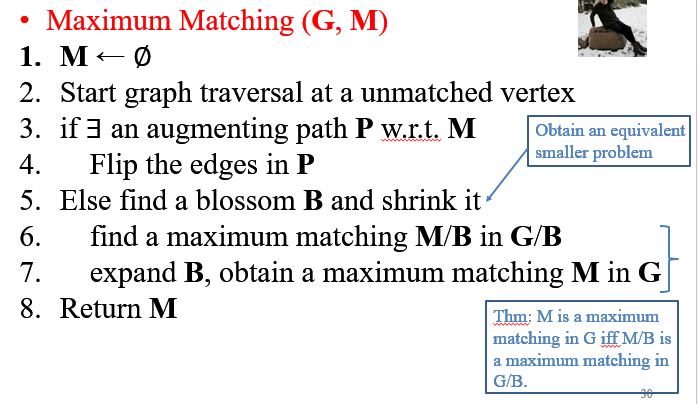 • Maximum Matching (G, M)
1. M ← ∅
2. Start graph traversal at a unmatched vertex
3. if ∃ an augmenting path P w.r.t. M
4. Flip the edges in P
5. Else find a blossom B and shrink it
6. find a maximum matching M/B in G/B
7. expand B, obtain a maximum matching M in G
8. Return M
Obtain an equivalent
smaller problem
Thm: M is a maximum
matching in G iff M/B is
a maximum matching in
G/B.
30